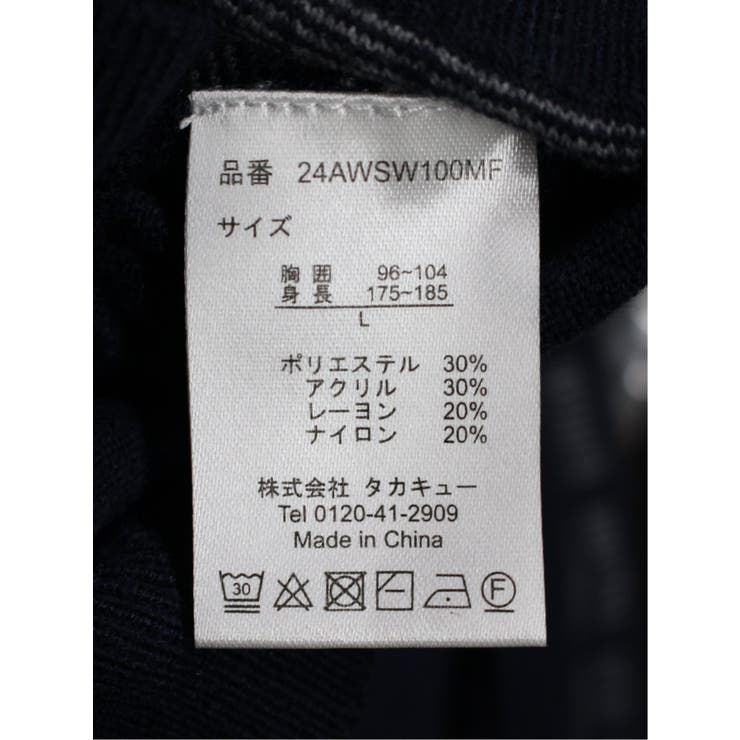 品番 24AWSW100MF
サイズ
胸囲 96~104
身長 175~185
L
ポリエステル 30%
アクリル 30%
レーヨン 20%
ナイロン 20%
株式会社 タカキュー
Tel 0120-41-2909
Made in China
30 F